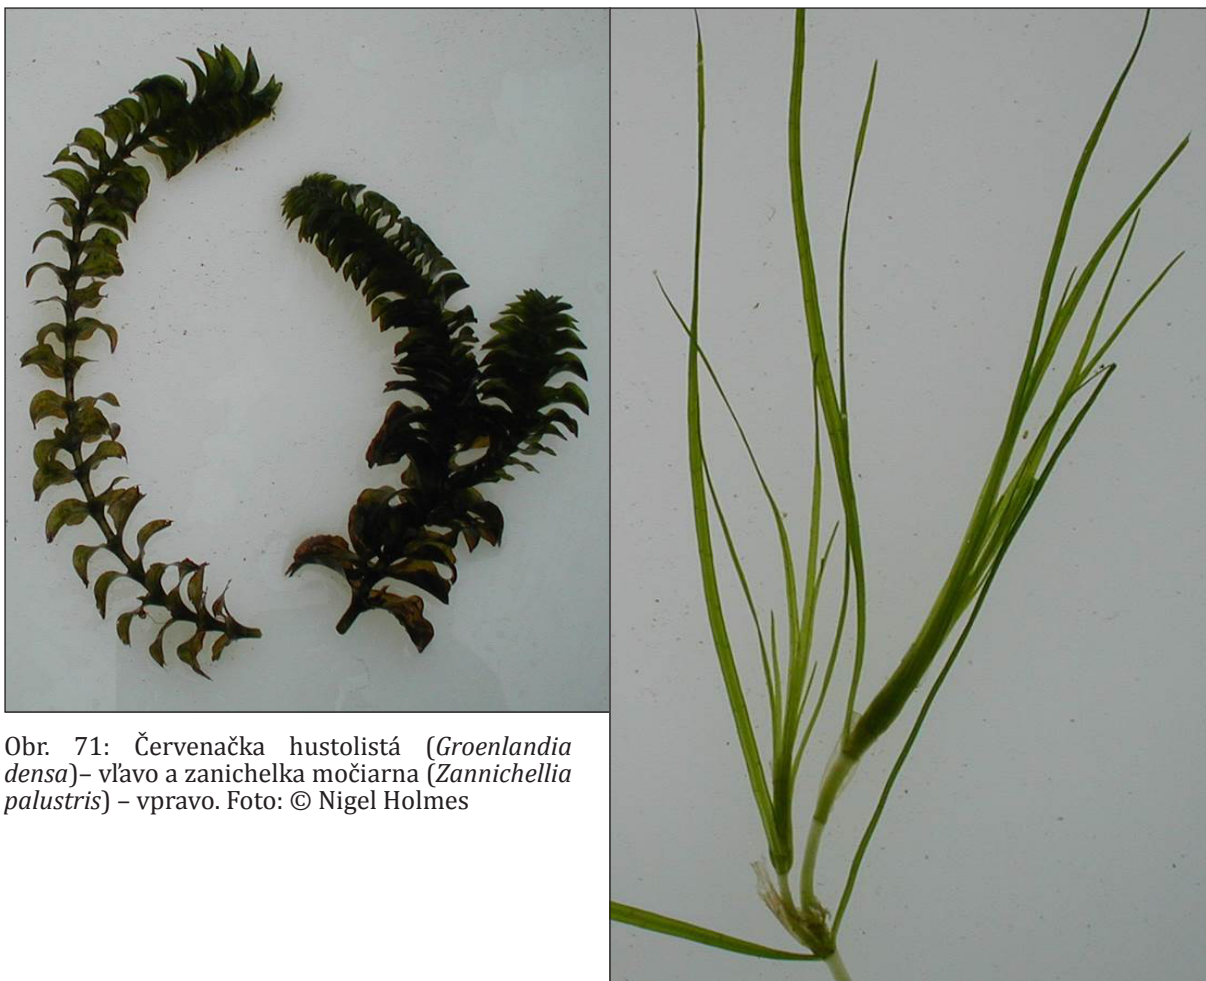 Obr. 71: Červenačka hustolistá (Groenlandia
densa)– vľavo a zanichelka močiarna (Zannichellia
palustris) – vpravo. Foto: © Nigel Holmes